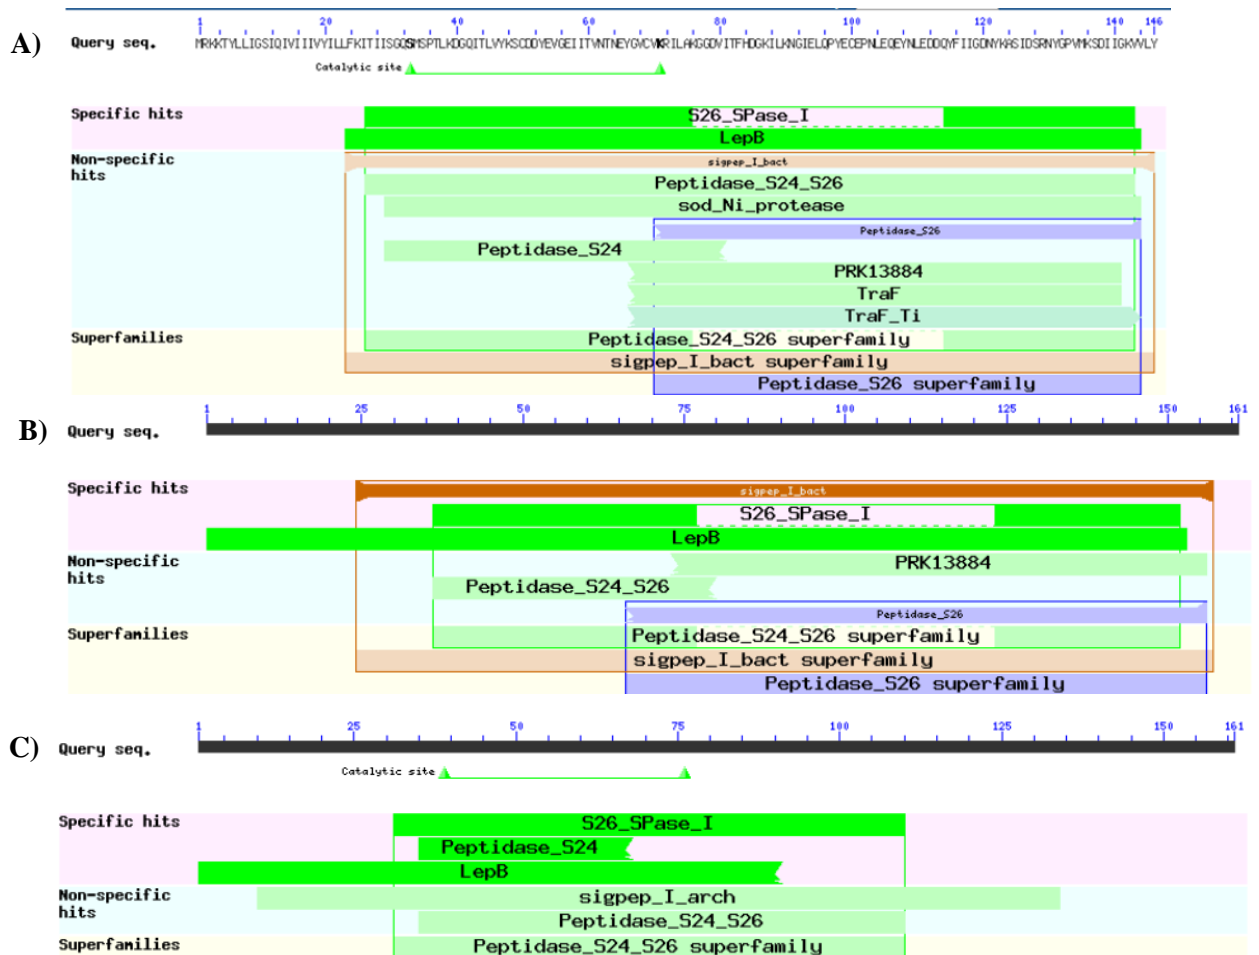 1 20 40 60 80 100 120 140 146
A) Query seq.
Catalytic site
Specific hits S26_SPase_I
LepB
Non-specific hits sigpep_I_bact
Peptidase_S24_S26
sod_Ni_protease
Peptidase_S26
Peptidase_S24
PRK13884
TraF
TraF_Ti
Superfamilies Peptidase_S24_S26 superfamily
sigpep_I_bact superfamily
Peptidase_S26 superfamily
1 25 50 75 100 125 150 161
B) Query seq.
Specific hits sigpep_I_bact
S26_SPase_I
LepB
Non-specific hits PRK13884
Peptidase_S24_S26
Peptidase_S26
Superfamilies Peptidase_S24_S26 superfamily
sigpep_I_bact superfamily
Peptidase_S26 superfamily
1 25 50 75 100 125 150 161
C) Query seq.
Catalytic site
Specific hits S26_SPase_I
Peptidase_S24
LepB
Non-specific hits sigpep_I_arch
Peptidase_S24_S26
Superfamilies Peptidase_S24_S26 superfamily